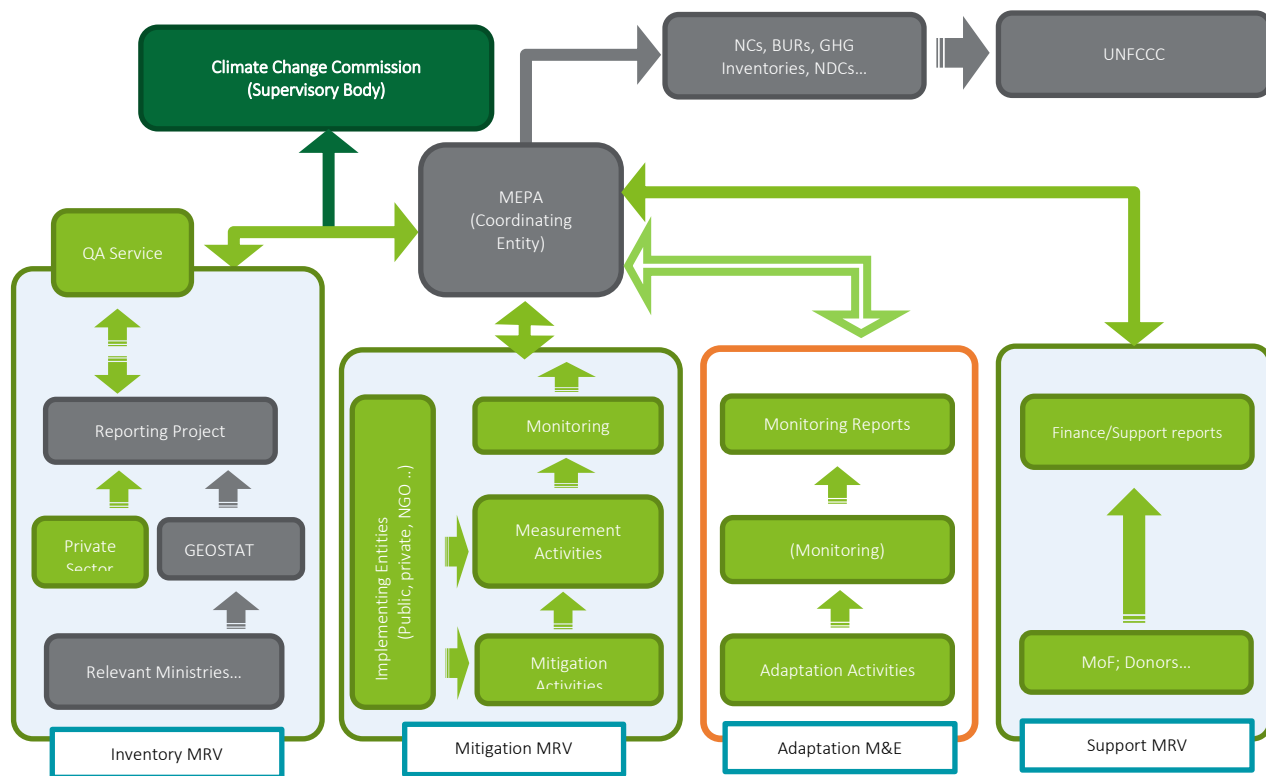 Climate Change Commission
(Supervisory Body)
NCs, BURs, GHG
Inventories, NDCs...
UNFCCC
MEPA
(Coordinating
Entity)
QA Service
Reporting Project
Private
Sector
GEOSTAT
Relevant Ministries...
Inventory MRV
Implementing Entities
(Public, private, NGO ..)
Monitoring
Measurement
Activities
Mitigation
Activities
Mitigation MRV
Monitoring Reports
(Monitoring)
Adaptation Activities
Adaptation M&E
Finance/Support reports
MoF; Donors...
Support MRV